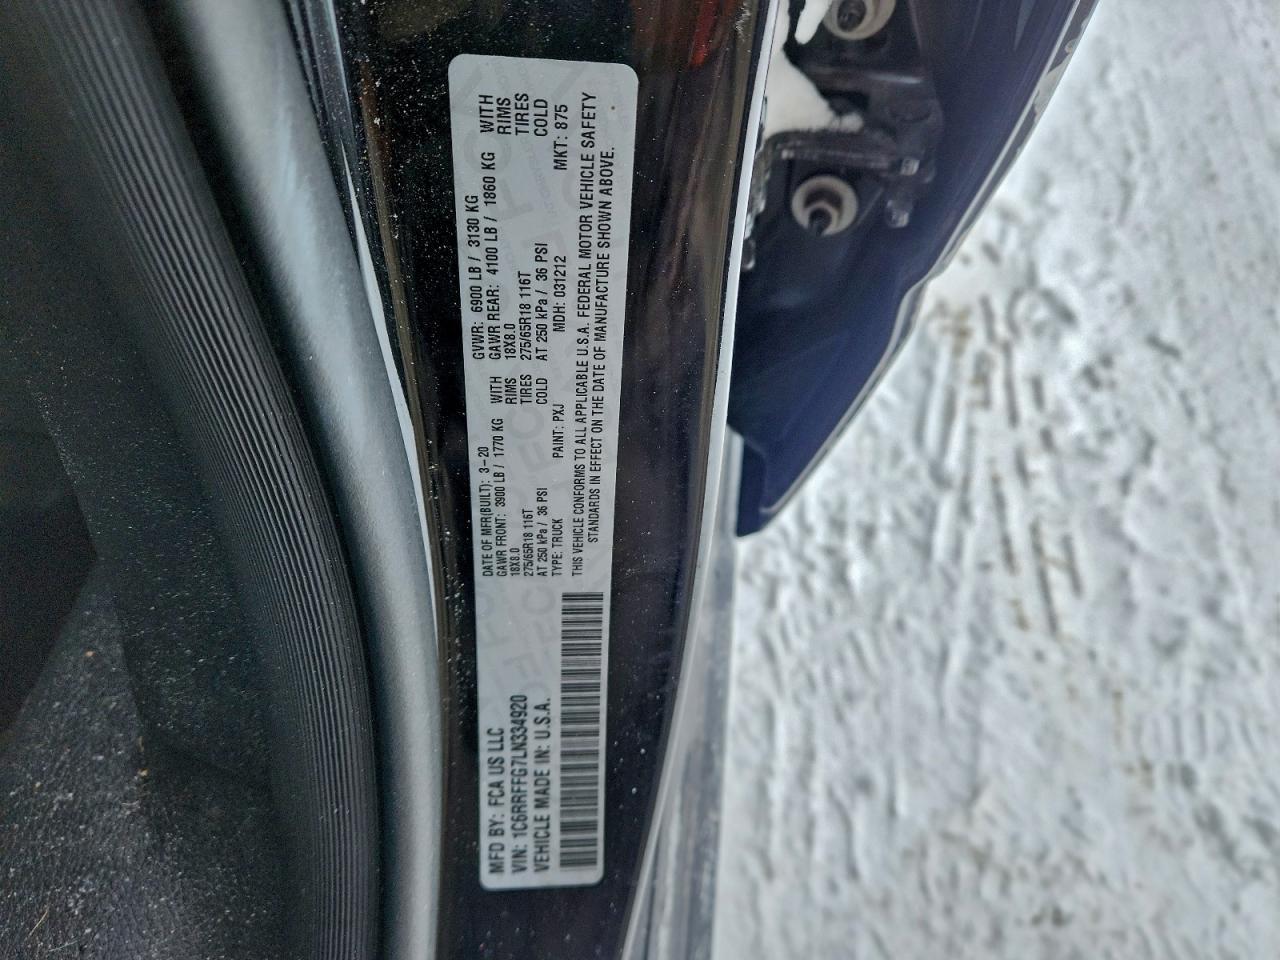 MFD BY: FCA US LLC
VIN: 1C6RRFFG7LN334920
VEHICLE MADE IN: U.S.A.
DATE OF MFR(BUILT): 3-20 GVWR: 6900 LB / 3130 KG
GAWR FRONT: 3900 LB / 1770 KG WITH GAWR REAR: 4100 LB / 1860 KG WITH
18X8.0 RIMS 18X8.0 RIMS
275/65R18 116T TIRES 275/65R18 116T TIRES
AT 250 kPa / 36 PSI COLD AT 250 kPa / 36 PSI COLD
TYPE: TRUCK PAINT: PXJ MDH: 031212 MKT: 875
THIS VEHICLE CONFORMS TO ALL APPLICABLE U.S.A. FEDERAL MOTOR VEHICLE SAFETY
STANDARDS IN EFFECT ON THE DATE OF MANUFACTURE SHOWN ABOVE.